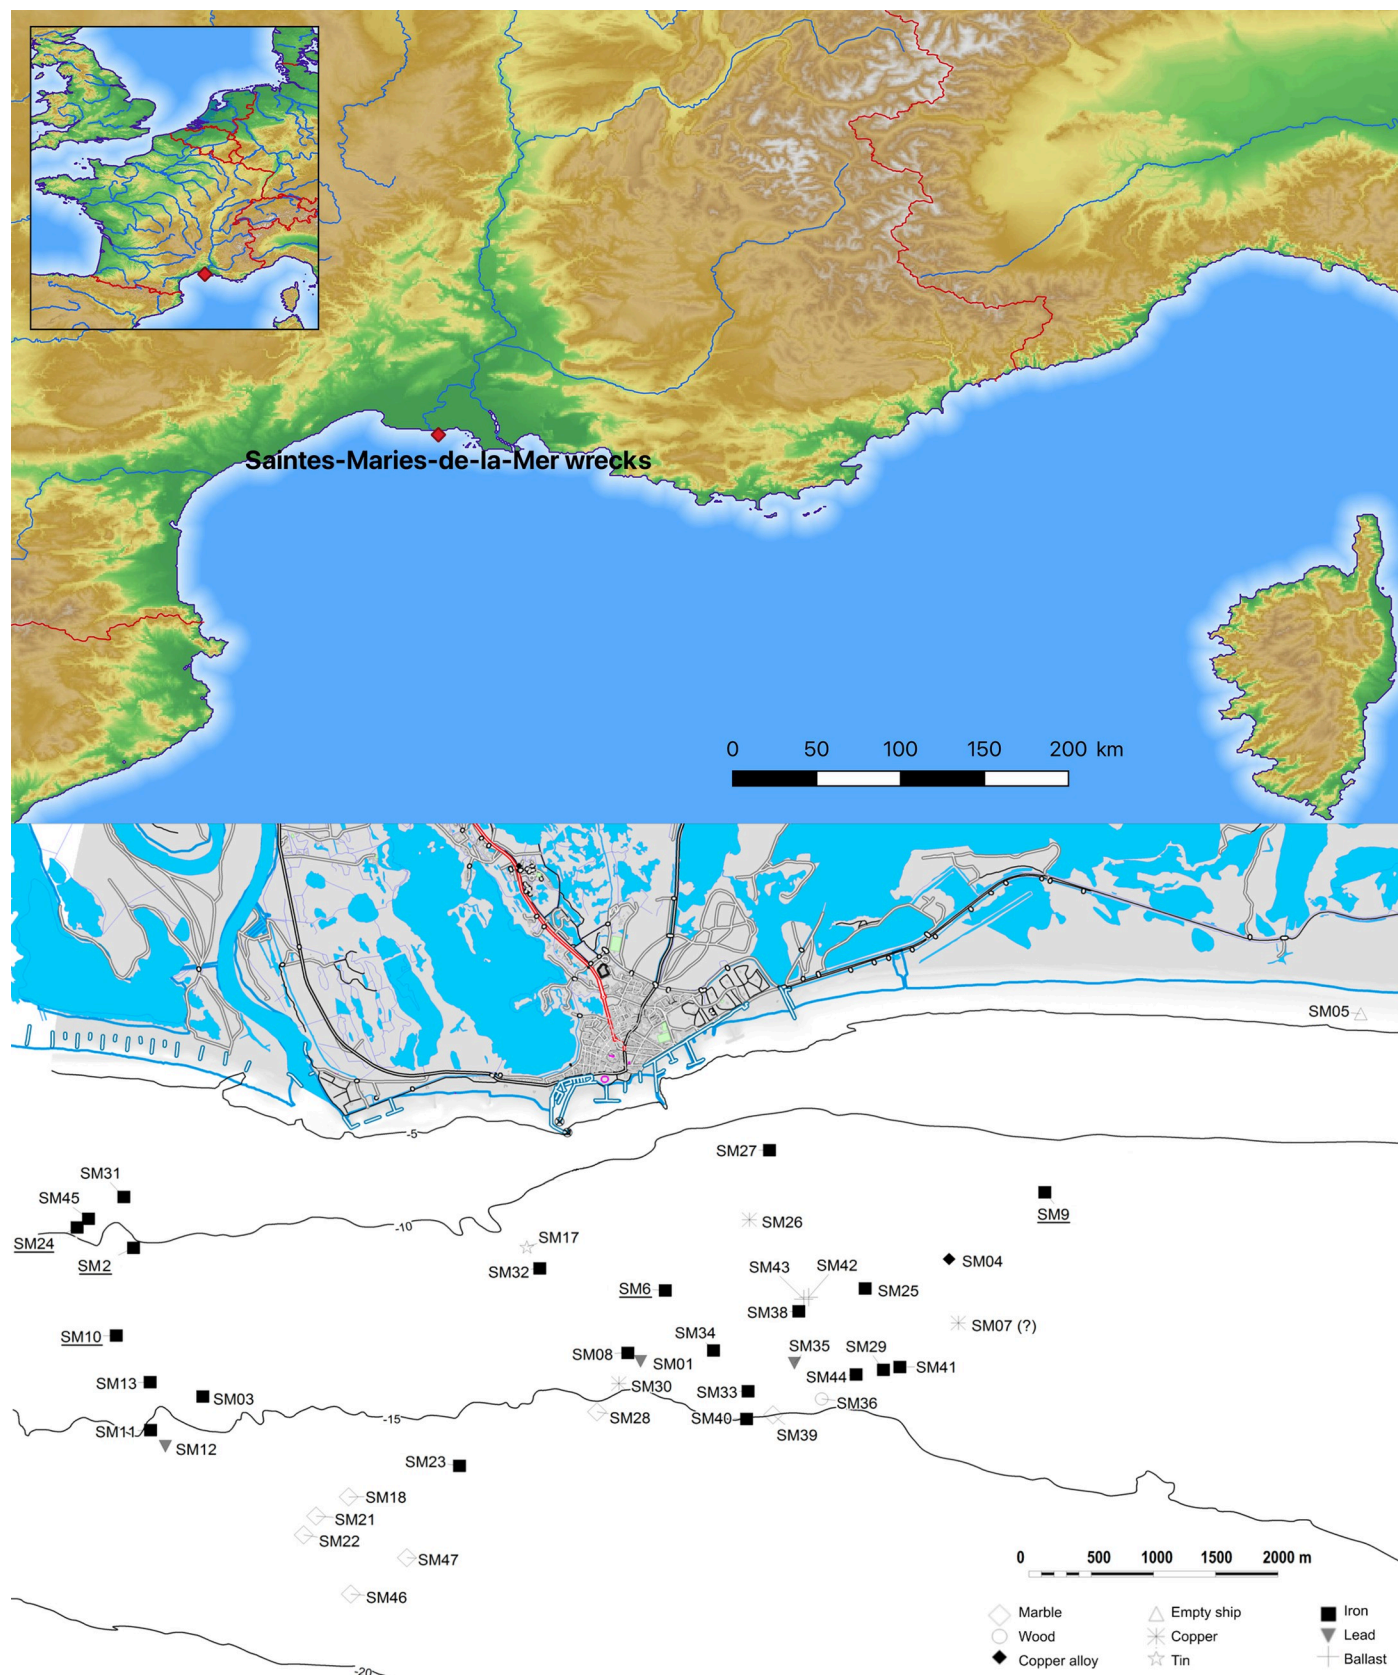 Saintes-Maries-de-la-Mer wrecks
0 50 100 150 200 km
SM05
-5
SM27
SM31
SM45
SM9
-10
SM26
SM24
SM17
SM2
SM04
SM43 SM42
SM32
SM6
SM25
SM38
SM10
SM07 (?)
SM34
SM35
SM29
SM08
SM01
SM41
SM44
SM13
SM30
SM33
SM03
SM36
-15
SM28
SM40
SM11
SM39
SM12
SM23
SM18
SM21
SM22
SM47
SM46
0 500 1000 1500 2000 m
Marble Empty ship Iron
Wood Copper Lead
Copper alloy Tin Ballast
-20